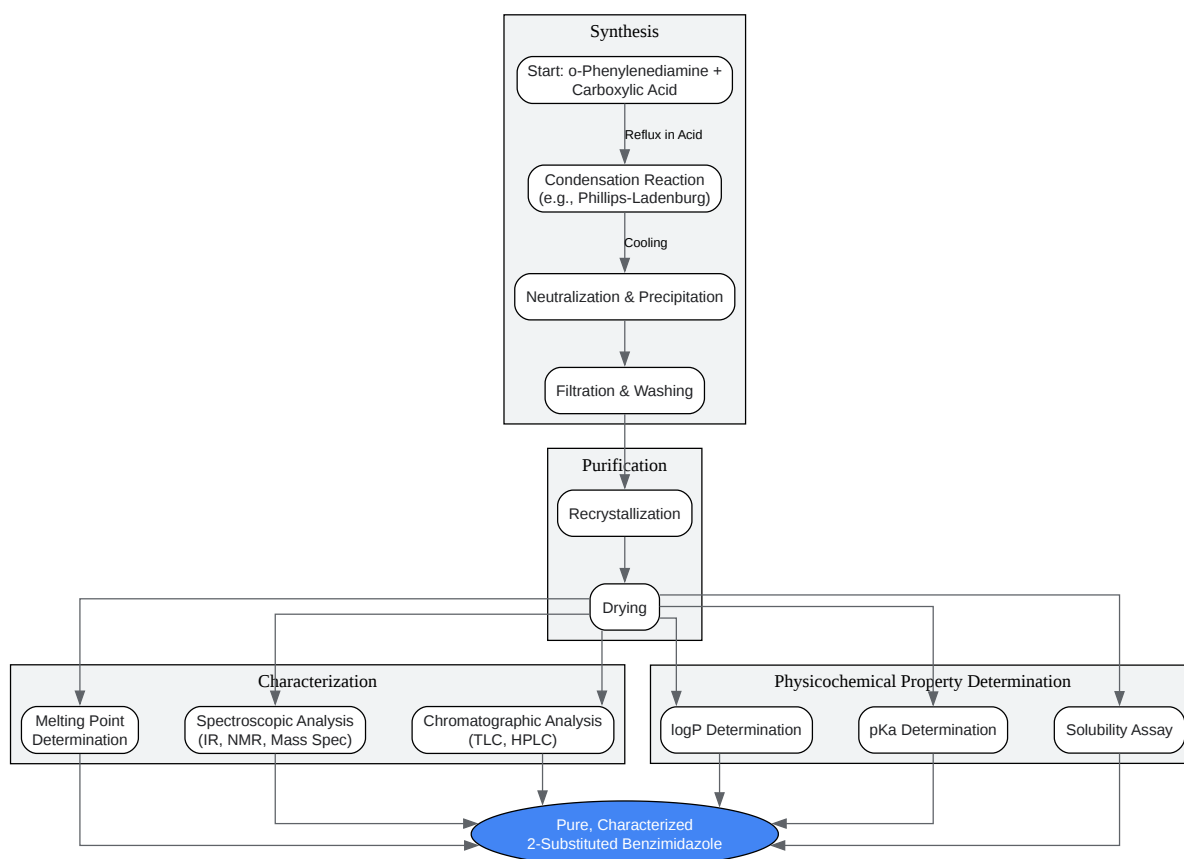 Synthesis
Start: o-Phenylenediamine +
Carboxylic Acid
Reflux in Acid
Condensation Reaction
(e.g., Phillips-Ladenburg)
Cooling
Neutralization & Precipitation
Filtration & Washing
Purification
Recrystallization
Drying
Characterization
Melting Point
Determination
Spectroscopic Analysis
(IR, NMR, Mass Spec)
Chromatographic Analysis
(TLC, HPLC)
Physicochemical Property Determination
logP Determination
pKa Determination
Solubility Assay
Pure, Characterized
2-Substituted Benzimidazole